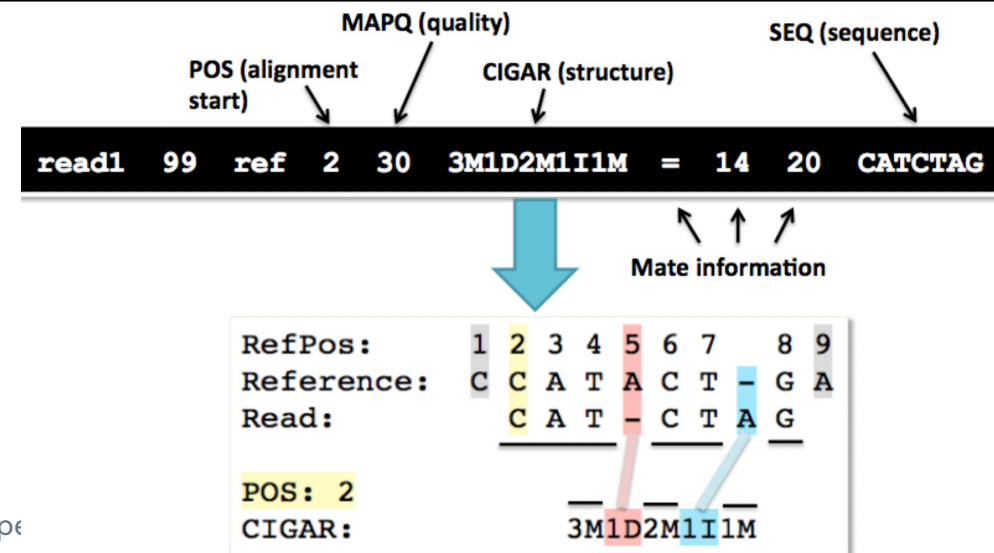 MAPQ (quality)
SEQ (sequence)
POS (alignment
start)
CIGAR (structure)
read1 99 ref 2 30 3M1D2M1I1M = 14 20 CATCTAG
Mate information
RefPos: 1 2 3 4 5 6 7 8 9
Reference: C C A T A C T - G A
Read: C A T - C T A G
POS: 2
CIGAR: 3M1D2M1I1M